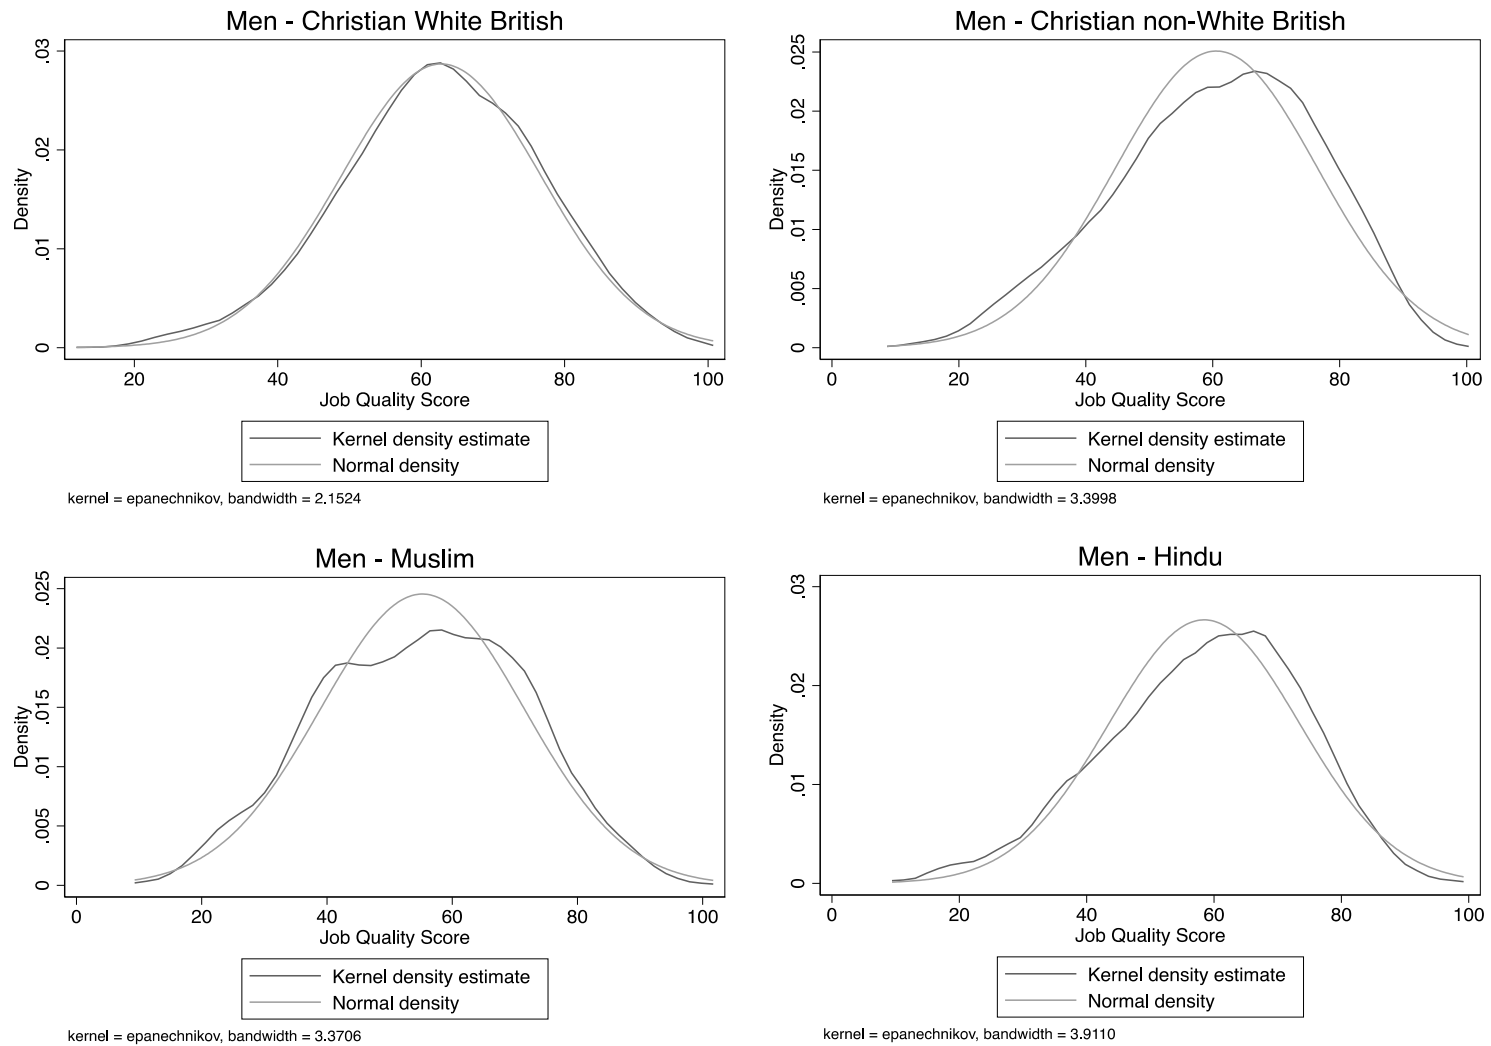 Men - Christian White British
Density
0 .01 .02 .03
20 40 60 80 100
Job Quality Score
Kernel density estimate
Normal density
kernel = epanechnikov, bandwidth = 2.1524
Men - Christian non-White British
Density
0 .005 .01 .015 .02 .025
0 20 40 60 80 100
Job Quality Score
Kernel density estimate
Normal density
kernel = epanechnikov, bandwidth = 3.3998
Men - Muslim
Density
0 .005 .01 .015 .02 .025
0 20 40 60 80 100
Job Quality Score
Kernel density estimate
Normal density
kernel = epanechnikov, bandwidth = 3.3706
Men - Hindu
Density
0 .01 .02 .03
0 20 40 60 80 100
Job Quality Score
Kernel density estimate
Normal density
kernel = epanechnikov, bandwidth = 3.9110